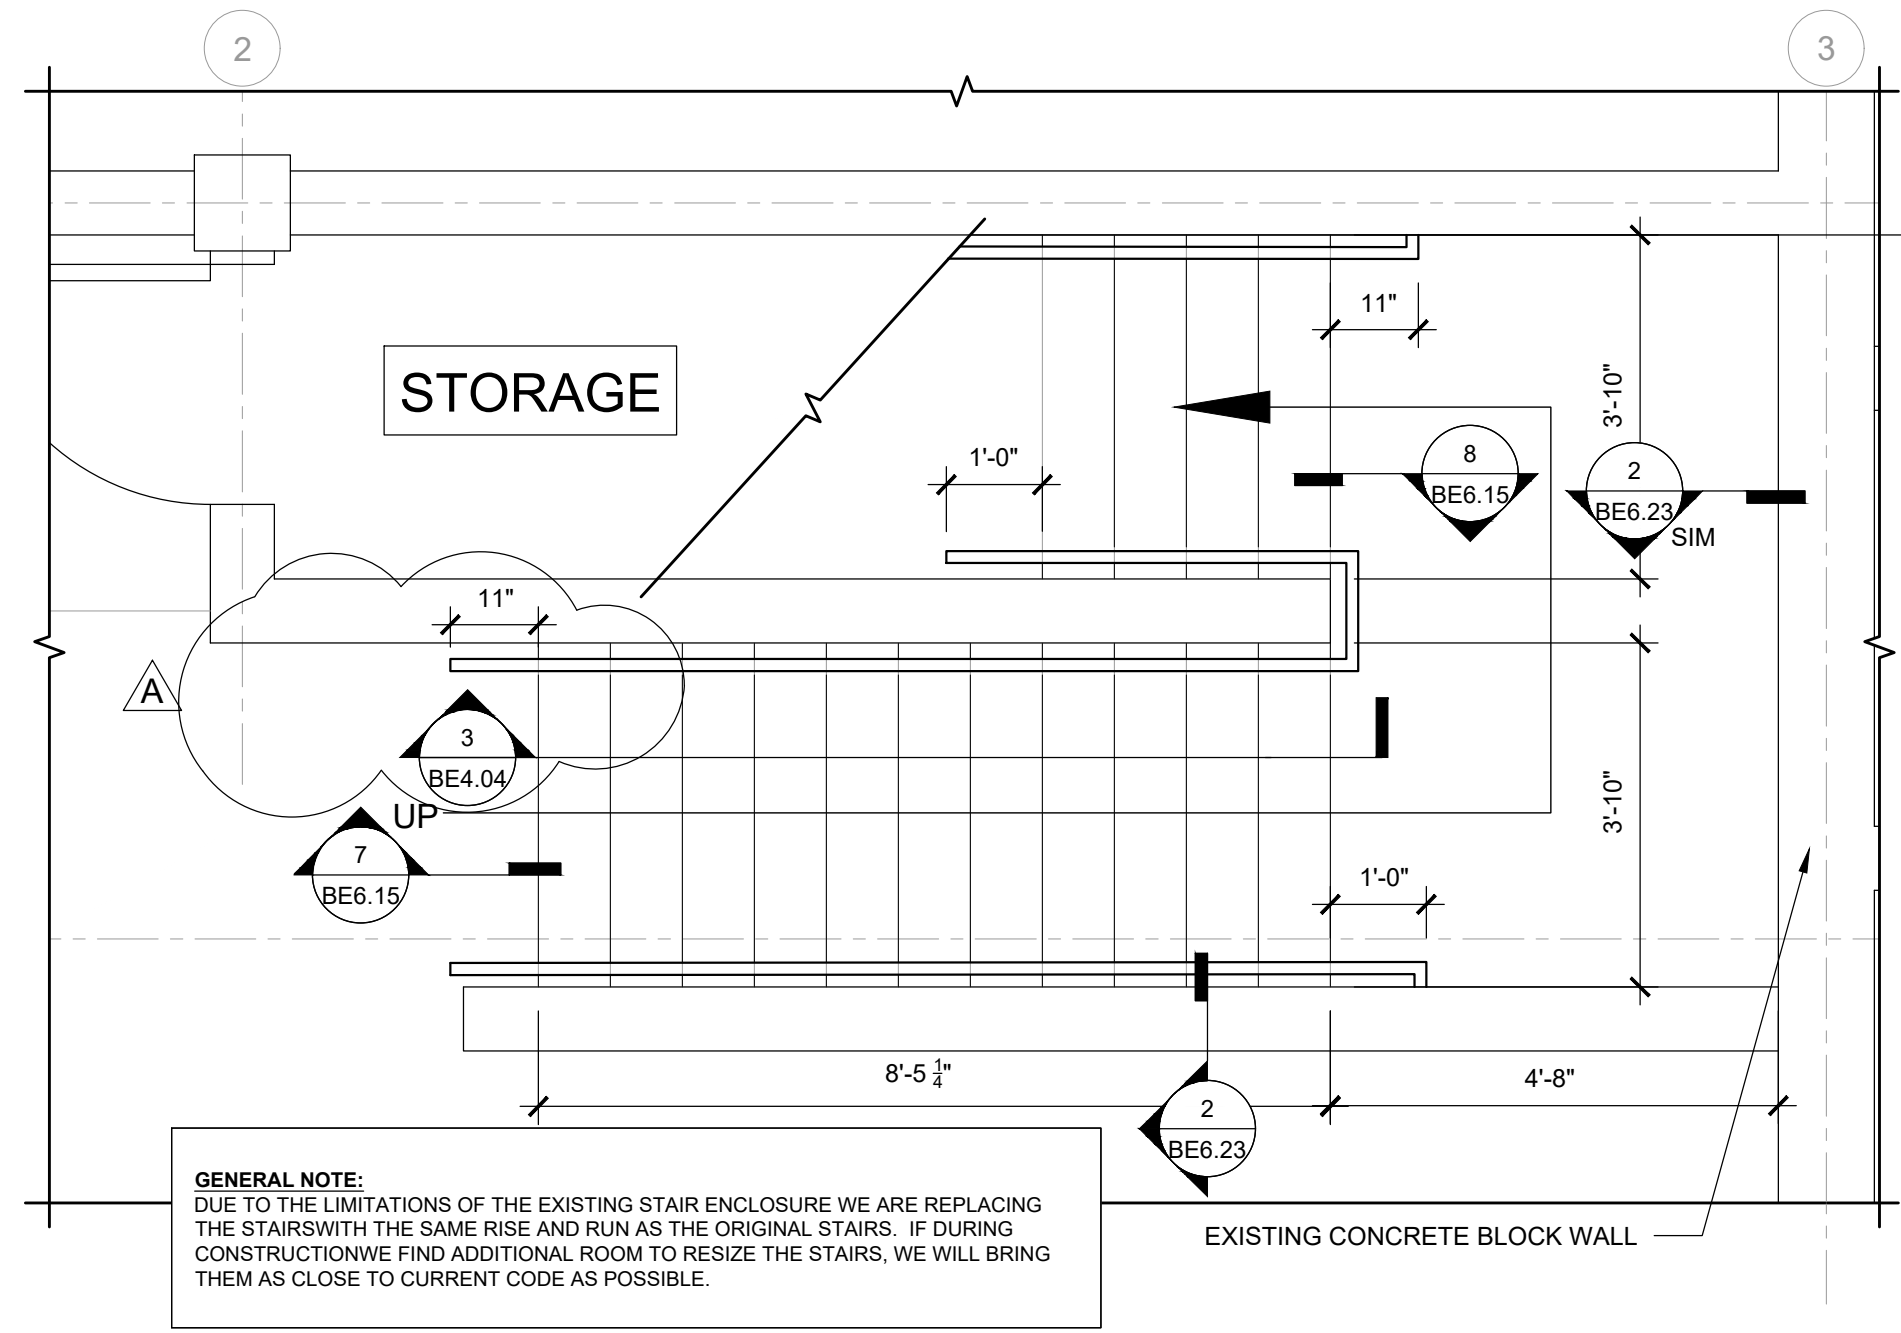 2
3
11"
STORAGE
3'-10"
1'-0"
8
BE6.15
2
BE6.23
SIM
11"
A
3
BE4.04
UP
3'-10"
7
BE6.15
1'-0"
8'-5 1/4"
4'-8"
2
BE6.23
GENERAL NOTE:
DUE TO THE LIMITATIONS OF THE EXISTING STAIR ENCLOSURE WE ARE REPLACING
THE STAIRSWITH THE SAME RISE AND RUN AS THE ORIGINAL STAIRS. IF DURING
CONSTRUCTIONWE FIND ADDITIONAL ROOM TO RESIZE THE STAIRS, WE WILL BRING
THEM AS CLOSE TO CURRENT CODE AS POSSIBLE.
EXISTING CONCRETE BLOCK WALL